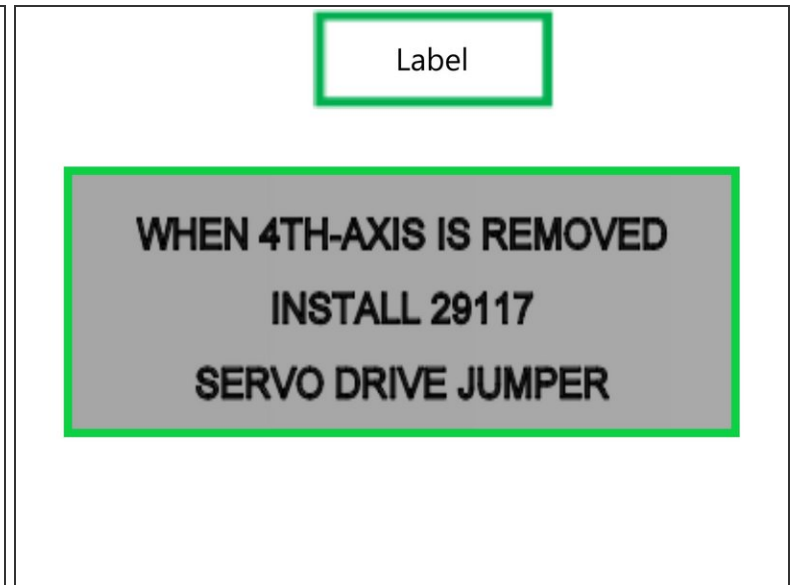 Label
WHEN 4TH-AXIS IS REMOVED
INSTALL 29117
SERVO DRIVE JUMPER